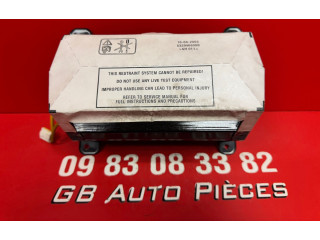 THIS RESTRAINT SYSTEM CANNOT BE REPAIRED!
DO NOT USE ANY LIVE TEST EQUIPMENT
IMPROPER HANDLING CAN LEAD TO PERSONAL INJURY
REFER TO SERVICE MANUAL FOR
FULL INSTRUCTIONS AND PRECAUTIONS
09 83 08 33 82
GB AUTO PIÈCES